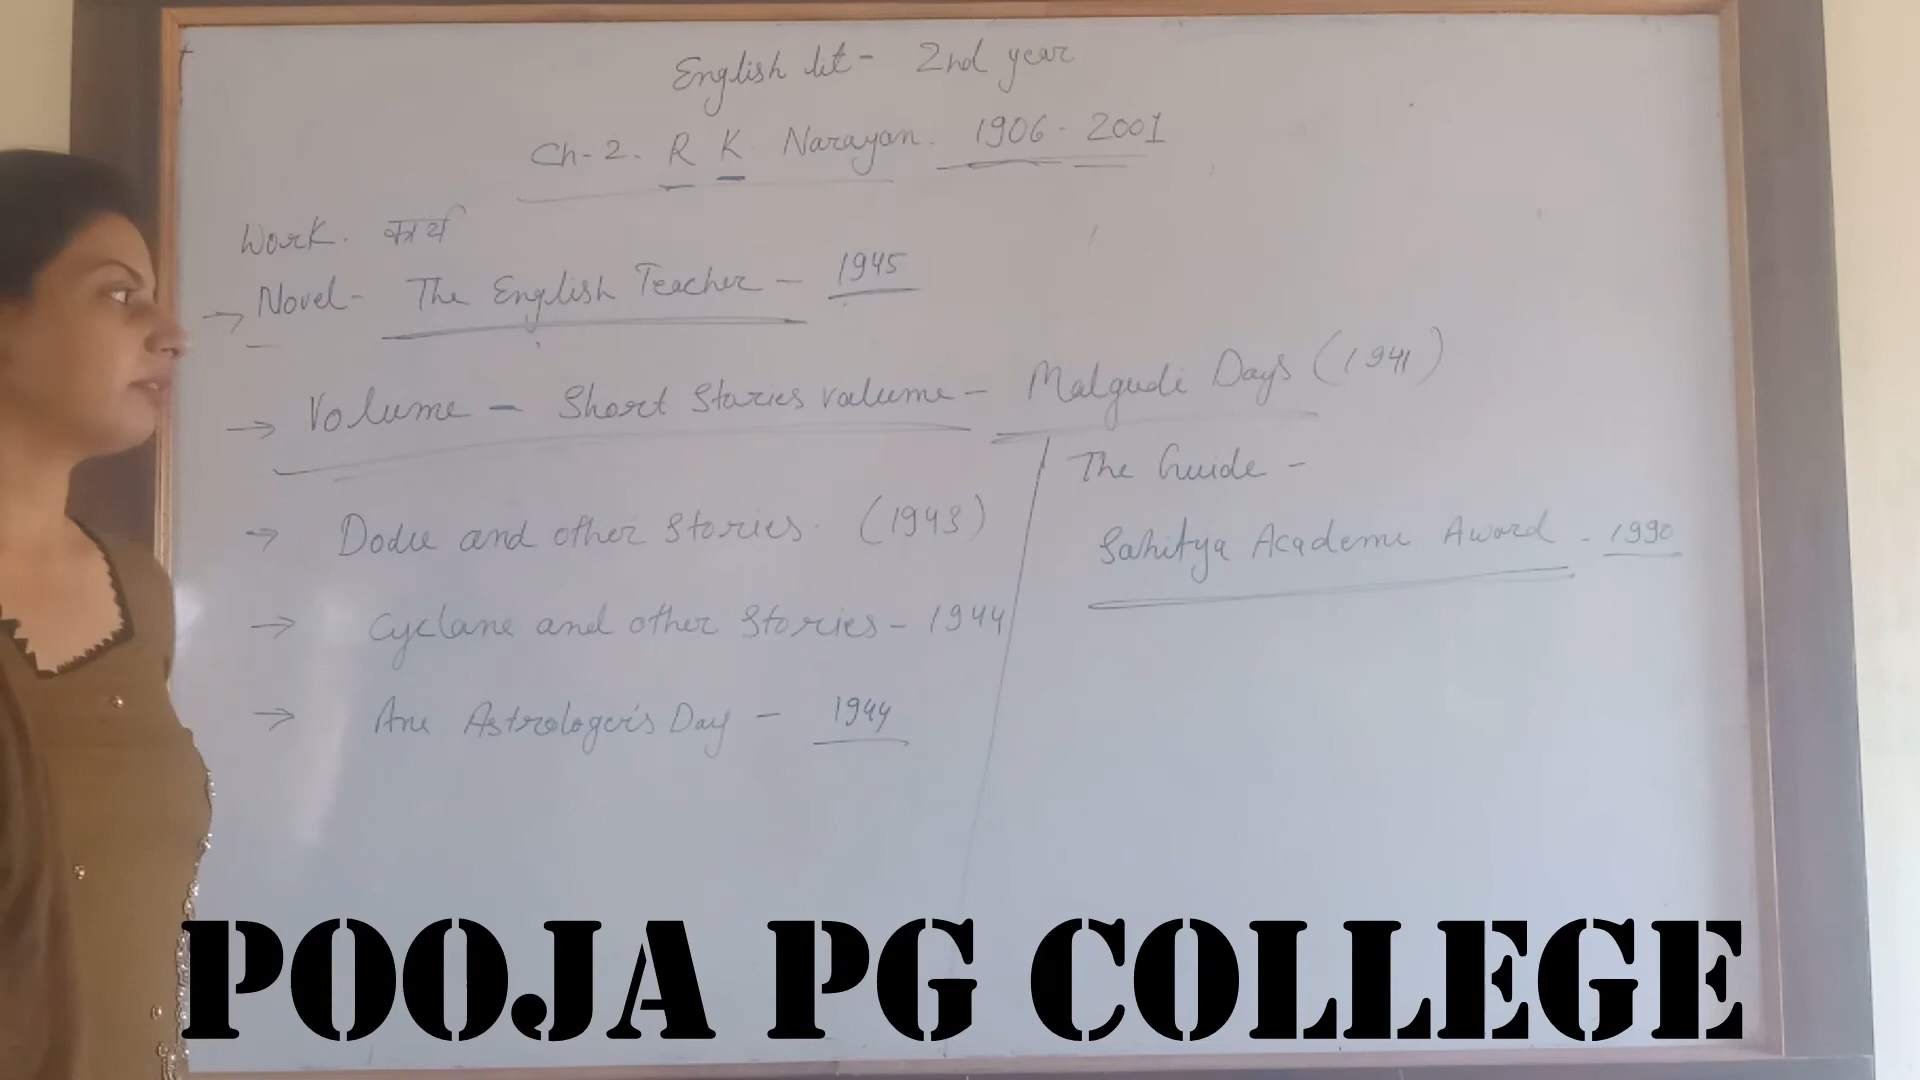 English lit - 2nd year
Ch-2. R K Narayan. 1906-2001
Work. कार्य
→ Novel- The English Teacher - 1945
→ Volume - Short Stories volume - Malgudi Days (1941)
→ Dodu and other Stories. (1943)
→ Cyclone and other Stories - 1944
→ An Astrologer's Day - 1944
The Guide -
Sahitya Academi Award - 1990
POOJA PG COLLEGE